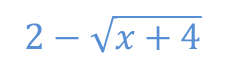 2 − √(x + 4)